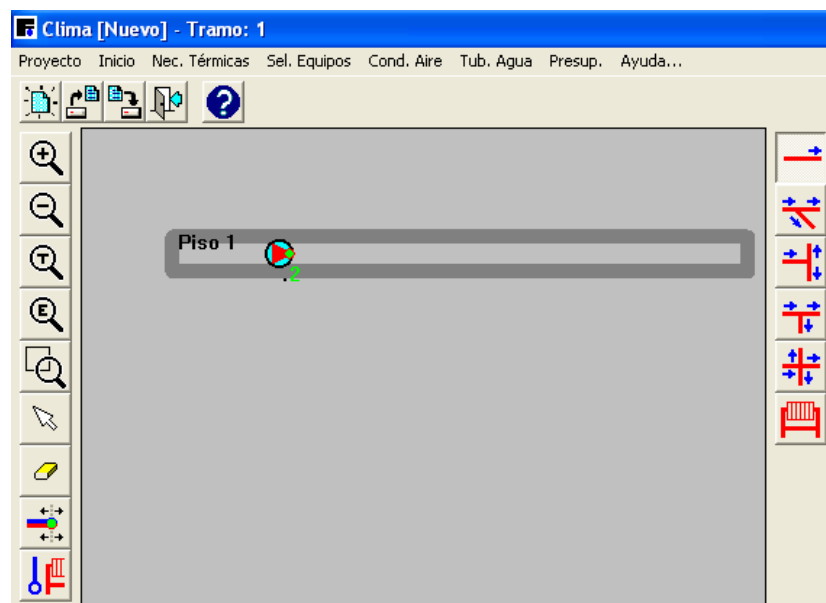 Clima [Nuevo] - Tramo: 1
Proyecto Inicio Nec. Térmicas Sel. Equipos Cond. Aire Tub. Agua Presup. Ayuda...
?
Piso 1
2
T
E